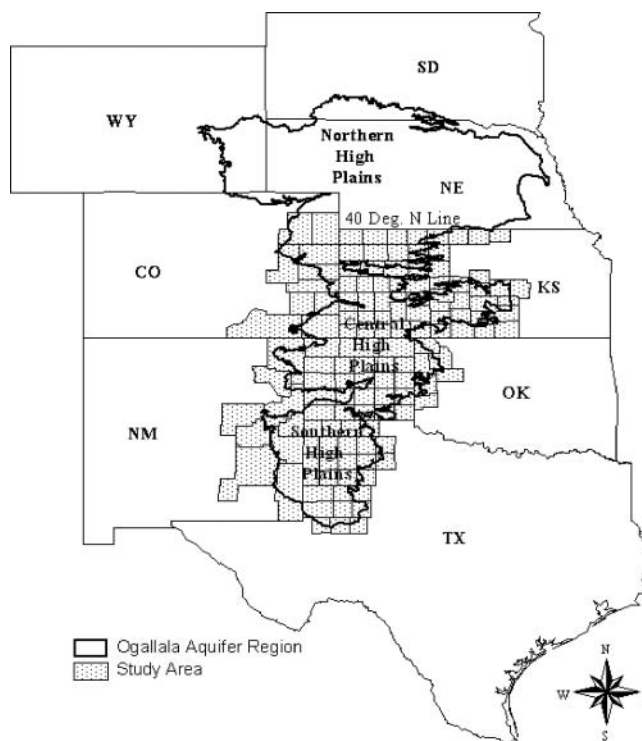 SD
WY
Northern
High
Plains
NE
40 Deg. N Line
CO
KS
Central
High
Plains
OK
NM
Southern
High
Plains
TX
Ogallala Aquifer Region
Study Area
N
W
E
S